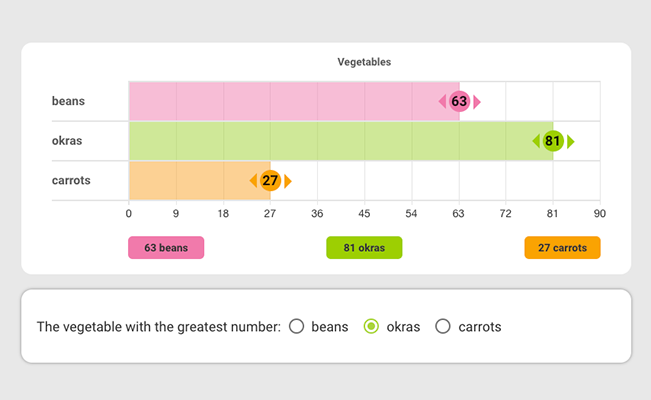 Vegetables
beans 63
okras 81
carrots 27
0 9 18 27 36 45 54 63 72 81 90
63 beans 81 okras 27 carrots
The vegetable with the greatest number: beans okras carrots